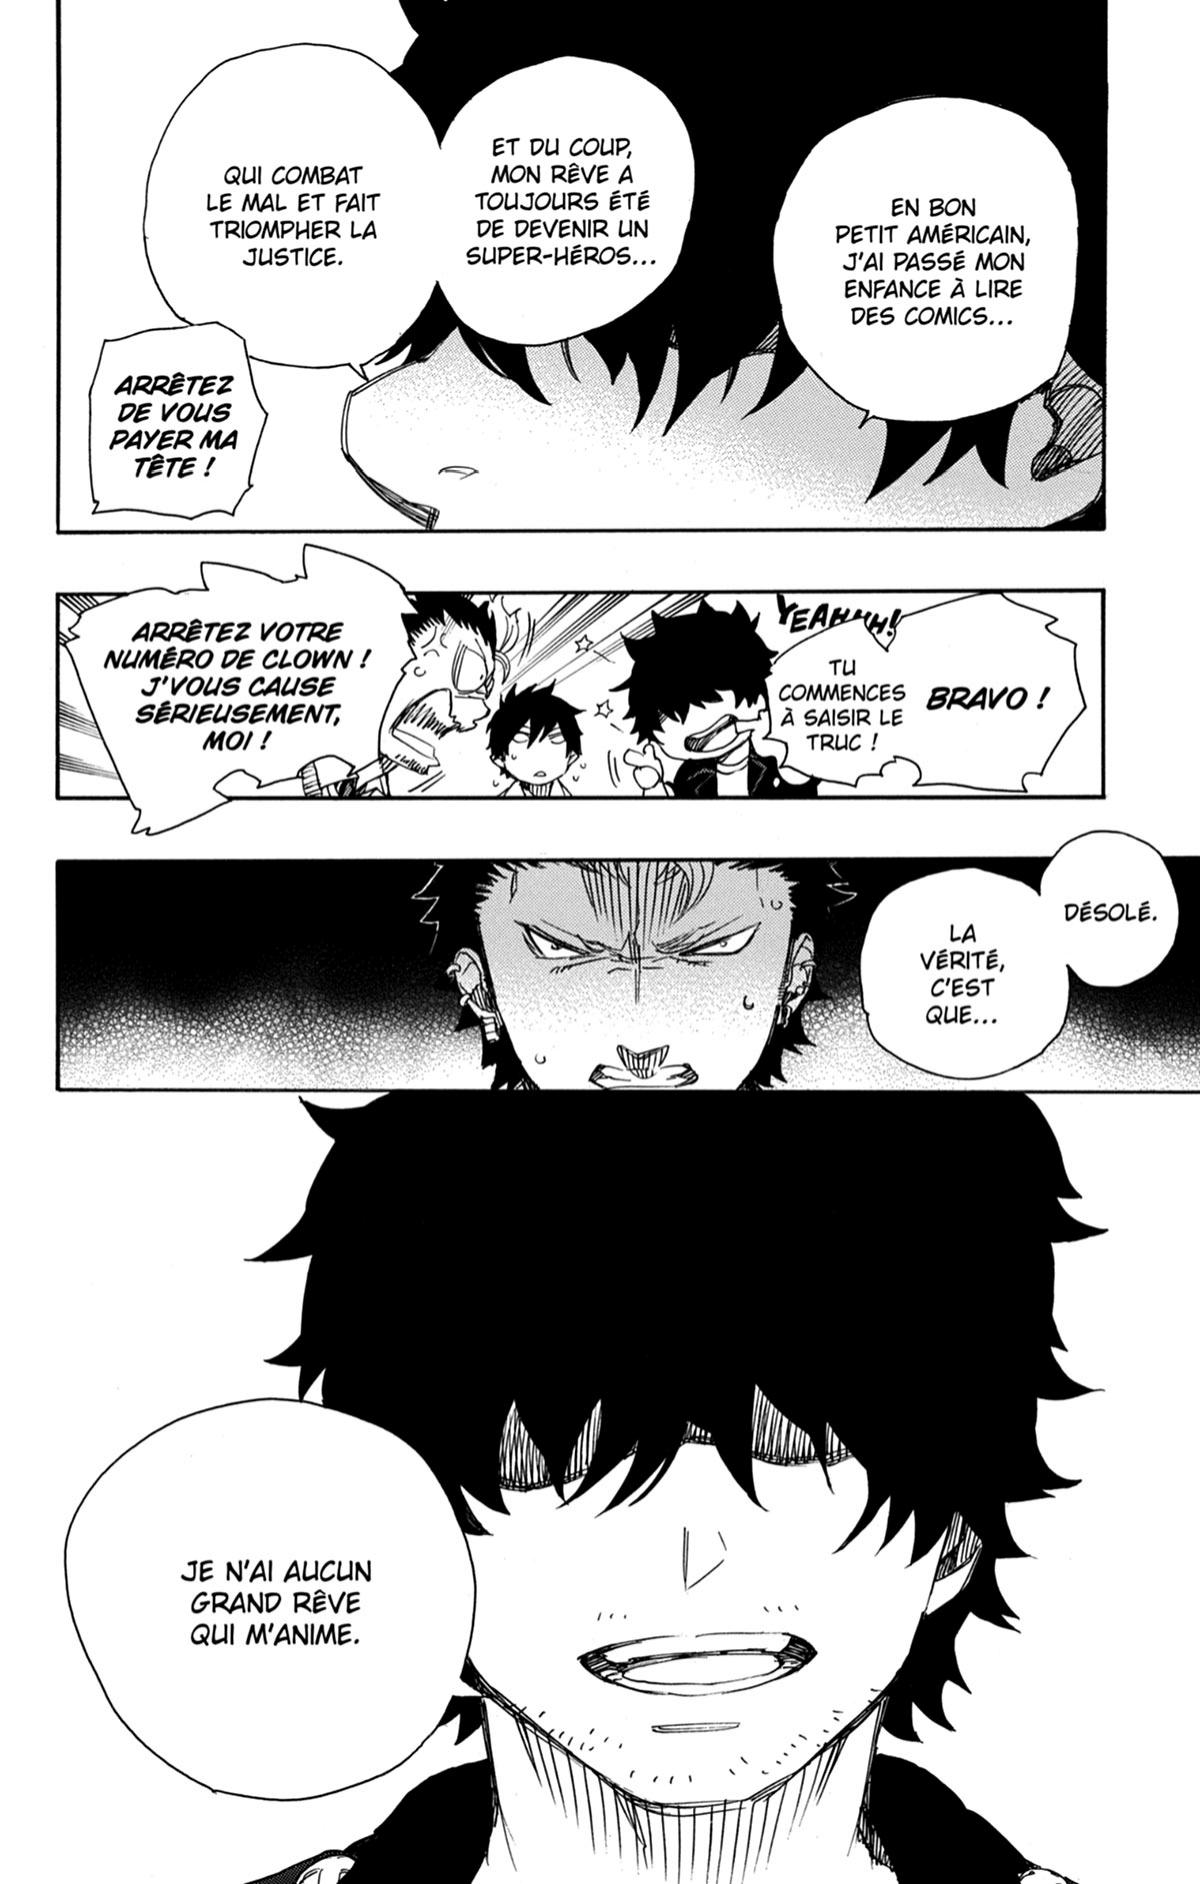 EN BON
PETIT AMÉRICAIN,
J'AI PASSÉ MON
ENFANCE À LIRE
DES COMICS...
ET DU COUP,
MON RÊVE A
TOUJOURS ÉTÉ
DE DEVENIR UN
SUPER-HÉROS...
QUI COMBAT
LE MAL ET FAIT
TRIOMPHER LA
JUSTICE.
ARRÊTEZ
DE VOUS
PAYER MA
TÊTE !
YEAHHH!
BRAVO !
TU
COMMENCES
À SAISIR LE
TRUC !
ARRÊTEZ VOTRE
NUMÉRO DE CLOWN !
J'VOUS CAUSE
SÉRIEUSEMENT,
MOI !
DÉSOLÉ.
LA
VÉRITÉ,
C'EST
QUE...
JE N'AI AUCUN
GRAND RÊVE
QUI M'ANIME.